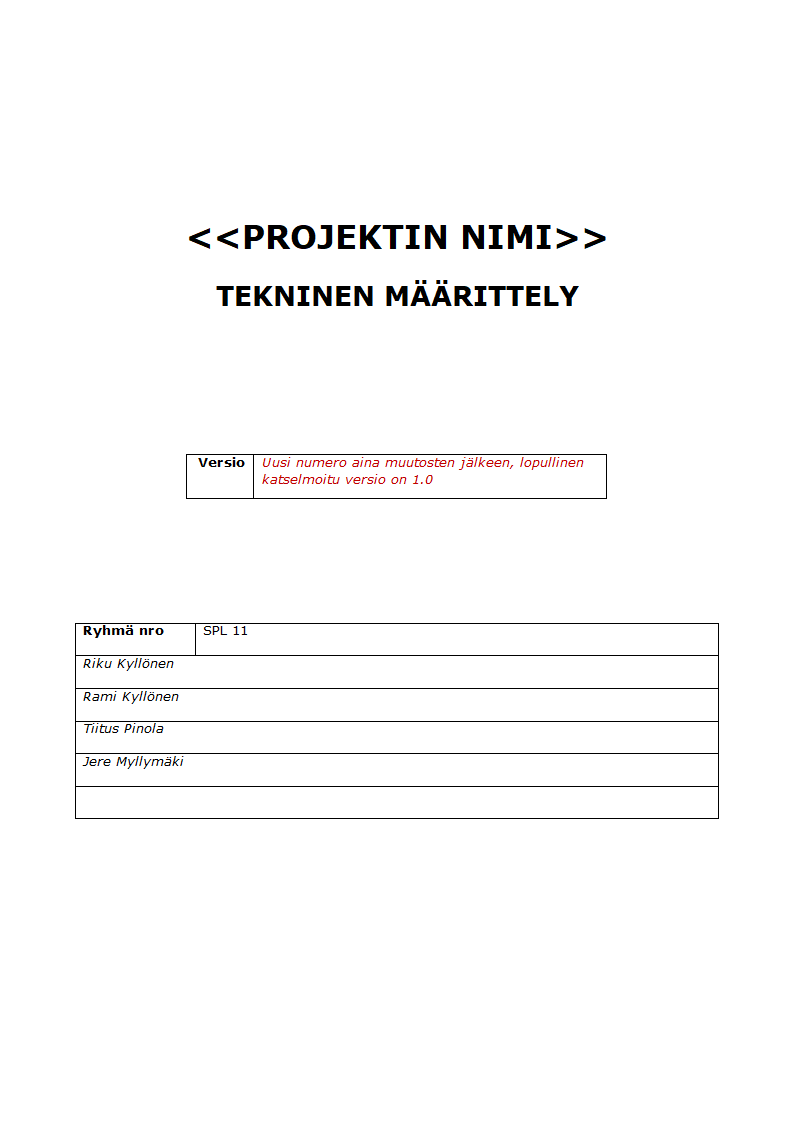 <<PROJEKTIN NIMI>>
TEKNINEN MÄÄRITTELY
Versio Uusi numero aina muutosten jälkeen, lopullinen
katselmoitu versio on 1.0
Ryhmä nro SPL 11
Riku Kyllönen
Rami Kyllönen
Tiitus Pinola
Jere Myllymäki